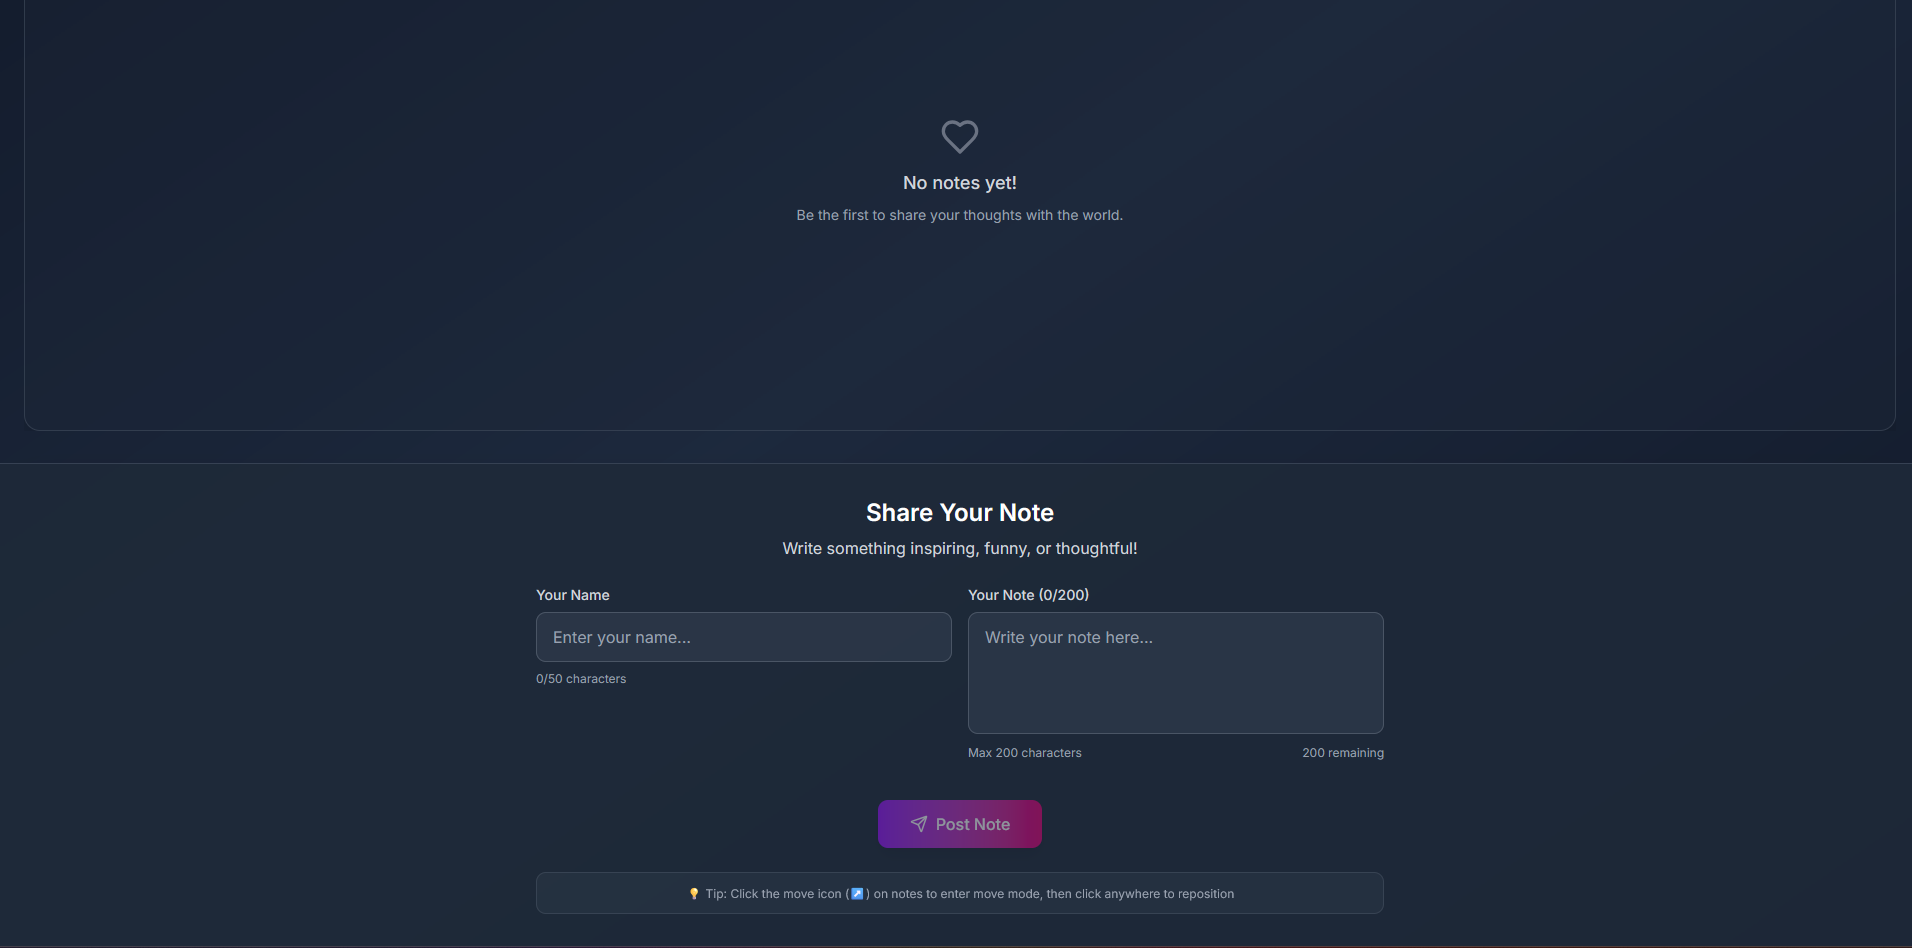 No notes yet!
Be the first to share your thoughts with the world.
Share Your Note
Write something inspiring, funny, or thoughtful!
Your Name
Enter your name...
0/50 characters
Your Note (0/200)
Write your note here...
Max 200 characters
200 remaining
Post Note
💡 Tip: Click the move icon (↗️) on notes to enter move mode, then click anywhere to reposition